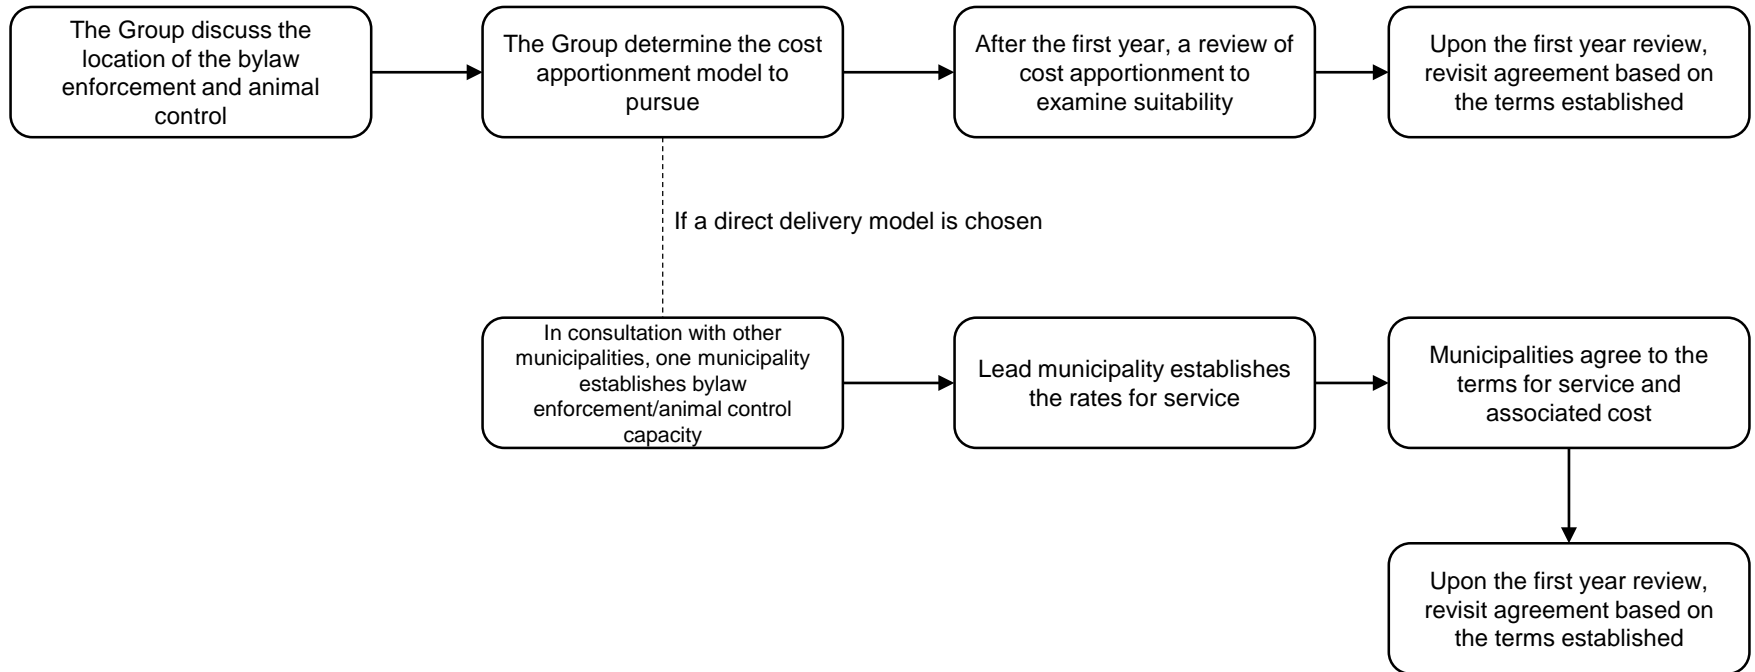 The Group discuss the
location of the bylaw
enforcement and animal
control
The Group determine the cost
apportionment model to
pursue
After the first year, a review of
cost apportionment to
examine suitability
Upon the first year review,
revisit agreement based on
the terms established
If a direct delivery model is chosen
In consultation with other
municipalities, one municipality
establishes bylaw
enforcement/animal control
capacity
Lead municipality establishes
the rates for service
Municipalities agree to the
terms for service and
associated cost
Upon the first year review,
revisit agreement based on
the terms established